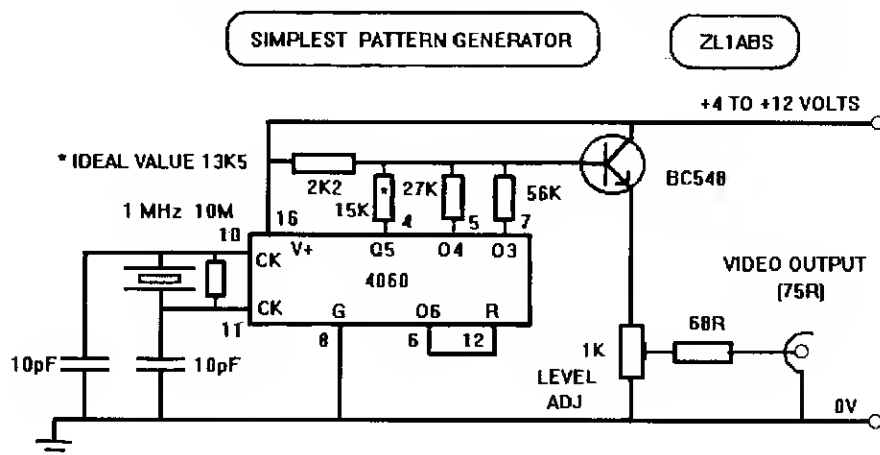 SIMPLEST PATTERN GENERATOR
ZL1ABS
+4 TO +12 VOLTS
* IDEAL VALUE 13K5
2K2
*
15K
27K
56K
BC548
1 MHz 10M
16
4
5
7
10
V+
O5
O4
O3
CK
4060
VIDEO OUTPUT
(75R)
CK
G
O6
R
11
8
6
12
68R
10pF
10pF
1K
LEVEL
ADJ
0V